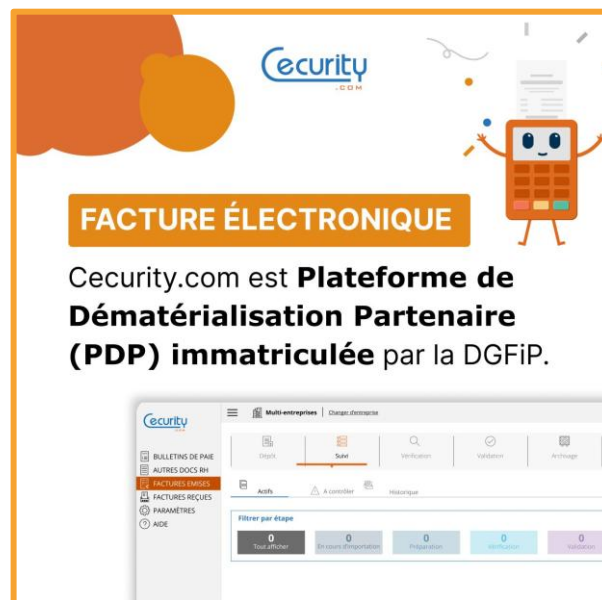 Cecurity
.COM
FACTURE ÉLECTRONIQUE
Cecurity.com est Plateforme de
Dématérialisation Partenaire
(PDP) immatriculée par la DGFiP.
Cecurity
.COM
Multi-entreprises | Changer d'entreprise
Dépôt
Suivi
Vérification
Validation
Archivage
BULLETINS DE PAIE
AUTRES DOCS RH
FACTURES EMISES
FACTURES REÇUES
PARAMÈTRES
AIDE
Actifs
A contrôler
Historique
Filtrer par étape
0
Tout afficher
0
En cours d'importation
0
Préparation
0
Vérification
0
Validation